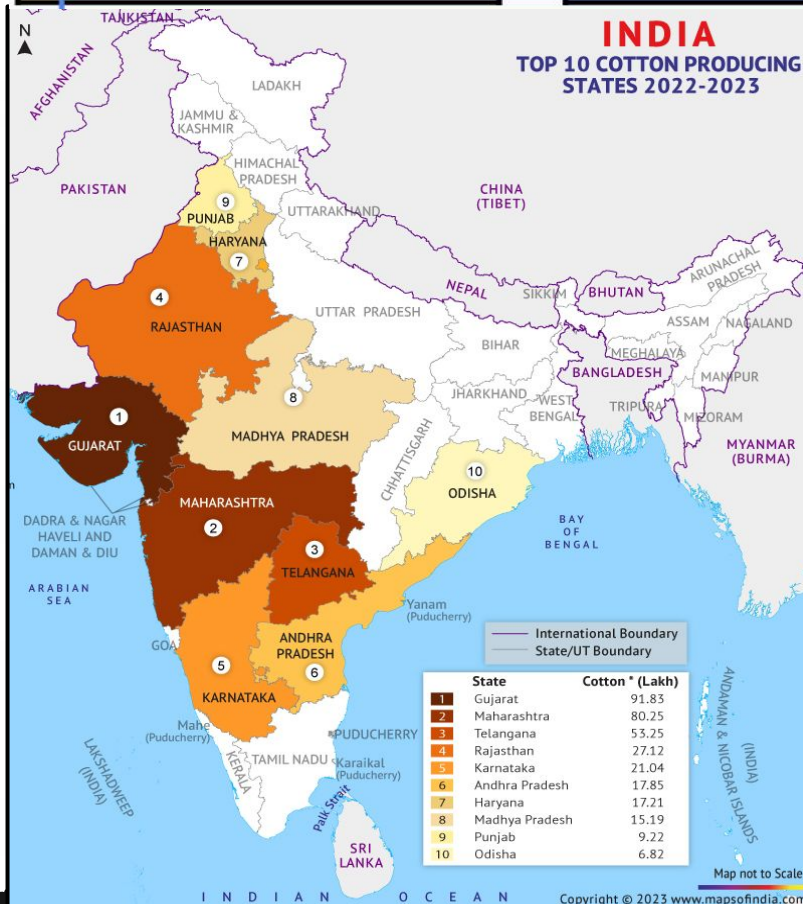 INDIA
TOP 10 COTTON PRODUCING
STATES 2022-2023
N
TAJIKISTAN
AFGHANISTAN
LADAKH
JAMMU &
KASHMIR
HIMACHAL
PRADESH
PAKISTAN
CHINA
(TIBET)
9
PUNJAB
UTTARAKHAND
HARYANA
7
4
RAJASTHAN
NEPAL
SIKKIM
BHUTAN
ARUNACHAL
PRADESH
UTTAR PRADESH
ASSAM
NAGALAND
BIHAR
MEGHALAYA
BANGLADESH
MANIPUR
8
MADHYA PRADESH
JHARKHAND
WEST
BENGAL
TRIPURA
MIZORAM
1
GUJARAT
CHHATTISGARH
MYANMAR
(BURMA)
10
ODISHA
MAHARASHTRA
2
DADRA & NAGAR
HAVELI AND
DAMAN & DIU
BAY
OF
BENGAL
3
TELANGANA
ARABIAN
SEA
Yanam
(Puducherry)
GOA
ANDHRA
PRADESH
6
5
KARNATAKA
International Boundary
State/UT Boundary
State Cotton * (Lakh)
1 Gujarat 91.83
2 Maharashtra 80.25
3 Telangana 53.25
4 Rajasthan 27.12
5 Karnataka 21.04
6 Andhra Pradesh 17.85
7 Haryana 17.21
8 Madhya Pradesh 15.19
9 Punjab 9.22
10 Odisha 6.82
Mahe
(Puducherry)
PUDUCHERRY
TAMIL NADU
Karaikal
(Puducherry)
KERALA
LAKSHADWEEP
(INDIA)
Palk Strait
SRI
LANKA
ANDAMAN & NICOBAR ISLANDS
(INDIA)
Map not to Scale
INDIAN OCEAN
Copyright © 2023 www.mapsofindia.com